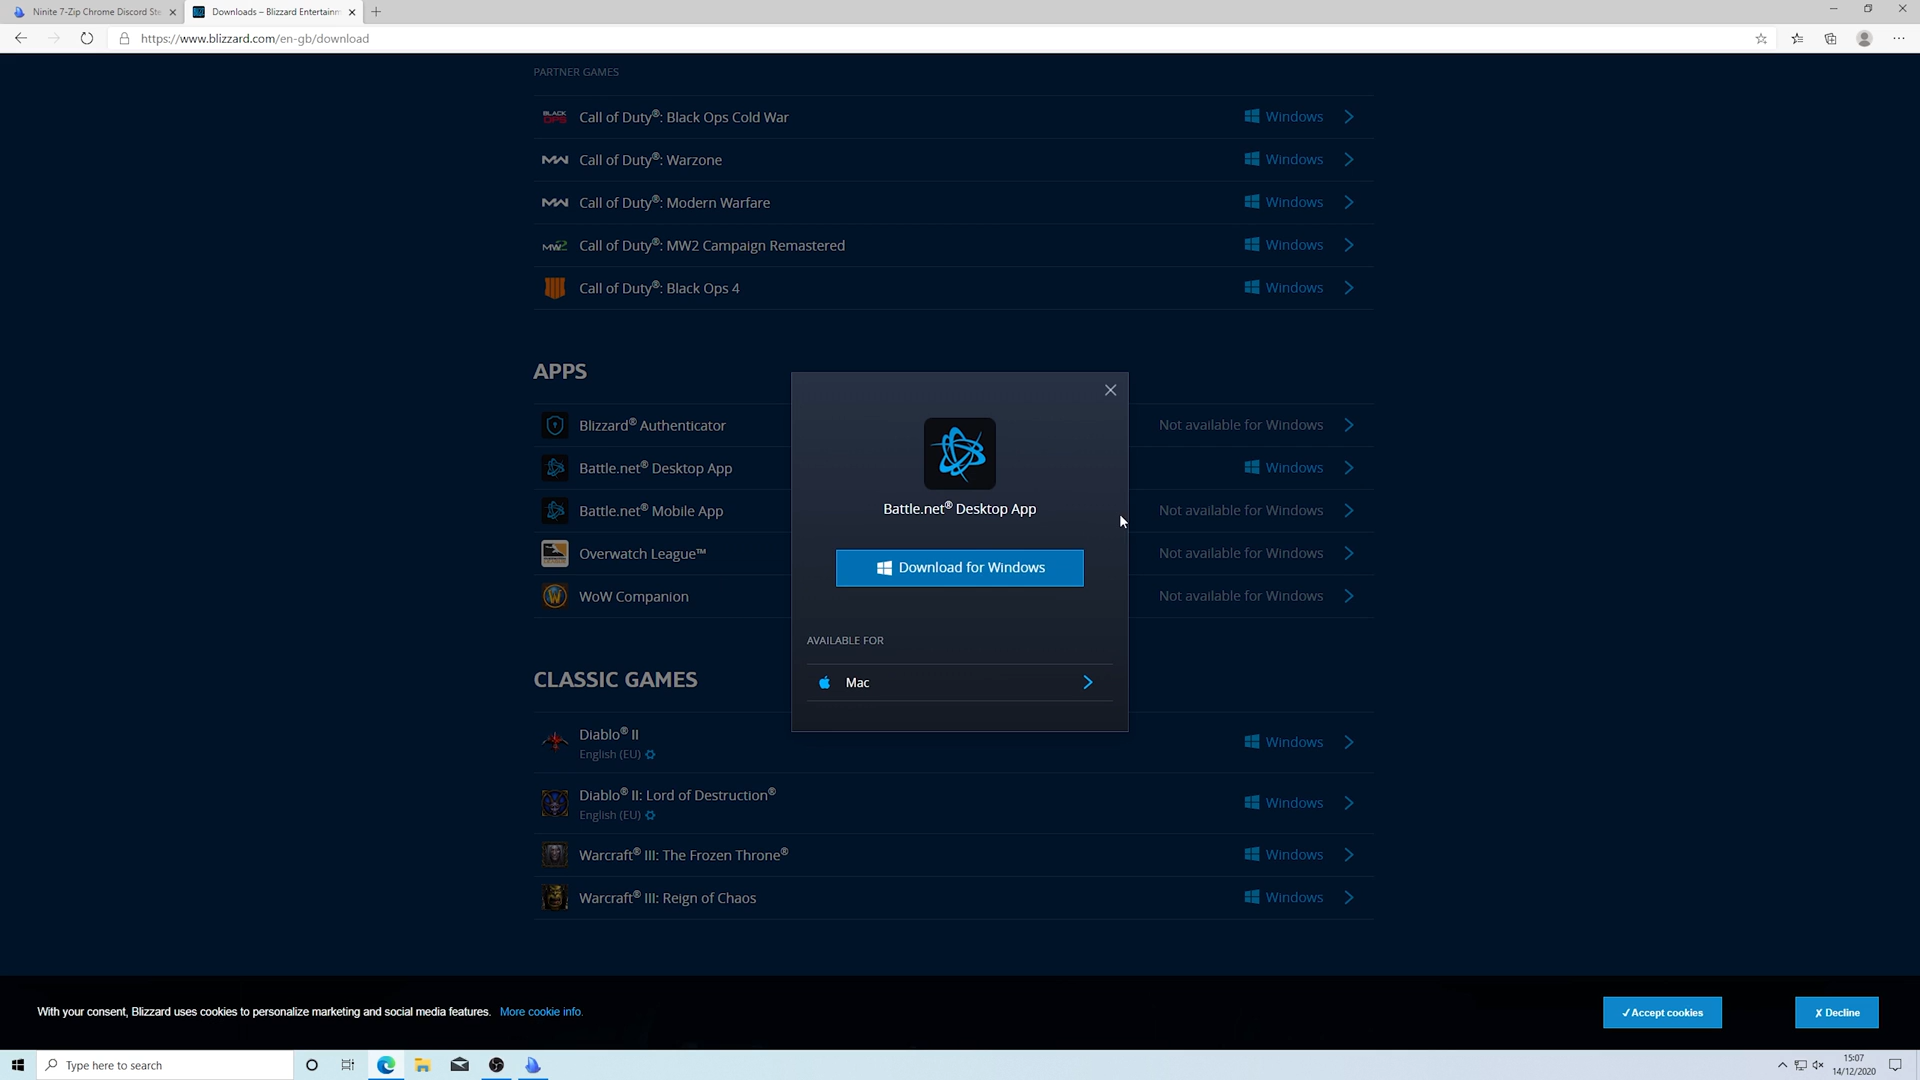 Ninite 7-Zip Chrome Discord Ste
Downloads – Blizzard Entertainm
https://www.blizzard.com/en-gb/download
PARTNER GAMES
BLACK OPS Call of Duty®: Black Ops Cold War Windows
MW Call of Duty®: Warzone Windows
MW Call of Duty®: Modern Warfare Windows
MW2 Call of Duty®: MW2 Campaign Remastered Windows
Call of Duty®: Black Ops 4 Windows
APPS
Blizzard® Authenticator Not available for Windows
Battle.net® Desktop App Windows
Battle.net® Mobile App Not available for Windows
Overwatch League™ Not available for Windows
WoW Companion Not available for Windows
Battle.net® Desktop App
Download for Windows
AVAILABLE FOR
Mac
CLASSIC GAMES
Diablo® II Windows
English (EU)
Diablo® II: Lord of Destruction® Windows
English (EU)
Warcraft® III: The Frozen Throne® Windows
Warcraft® III: Reign of Chaos Windows
With your consent, Blizzard uses cookies to personalize marketing and social media features. More cookie info.
✓Accept cookies
✗ Decline
Type here to search
15:07
14/12/2020